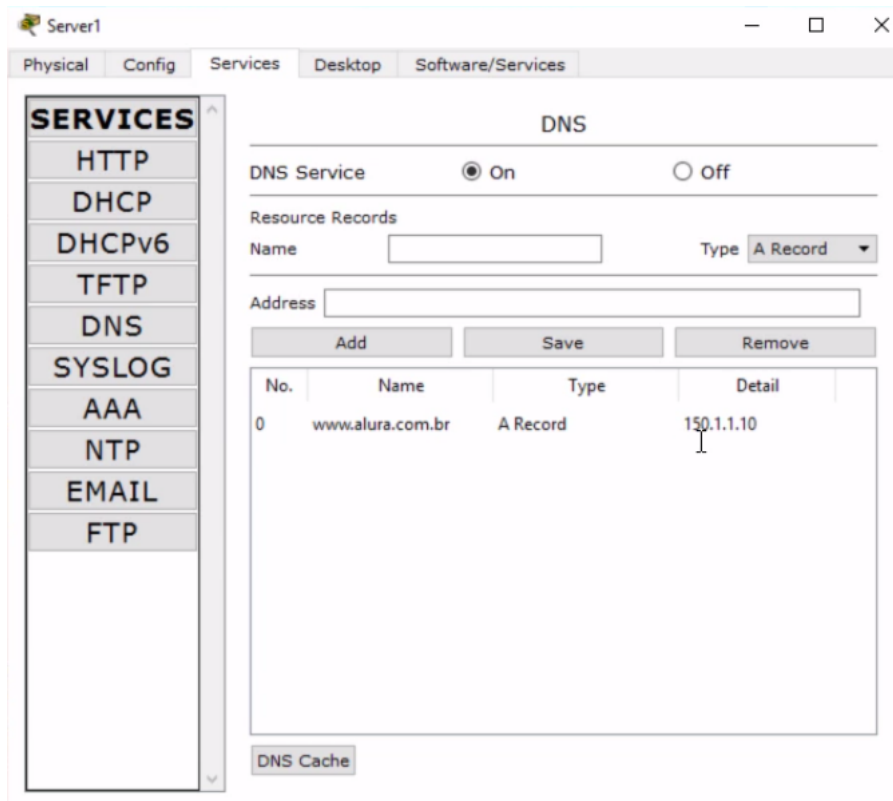 Server1
Physical Config Services Desktop Software/Services
SERVICES
HTTP
DHCP
DHCPv6
TFTP
DNS
SYSLOG
AAA
NTP
EMAIL
FTP
DNS
DNS Service On Off
Resource Records
Name Type A Record
Address
Add Save Remove
No. Name Type Detail
0 www.alura.com.br A Record 150.1.1.10
DNS Cache